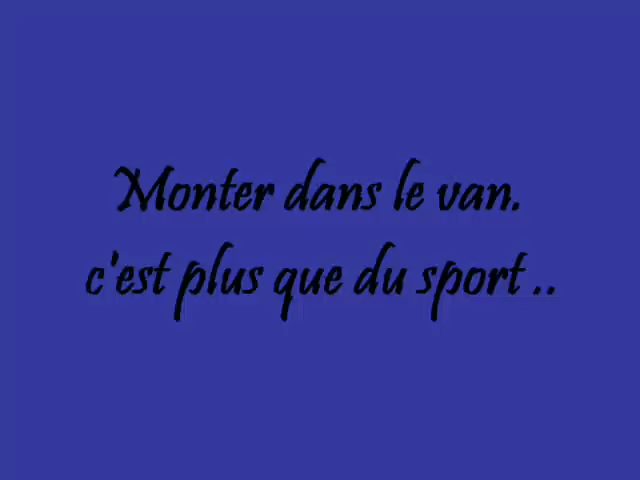 Monter dans le van.
c'est plus que du sport ..